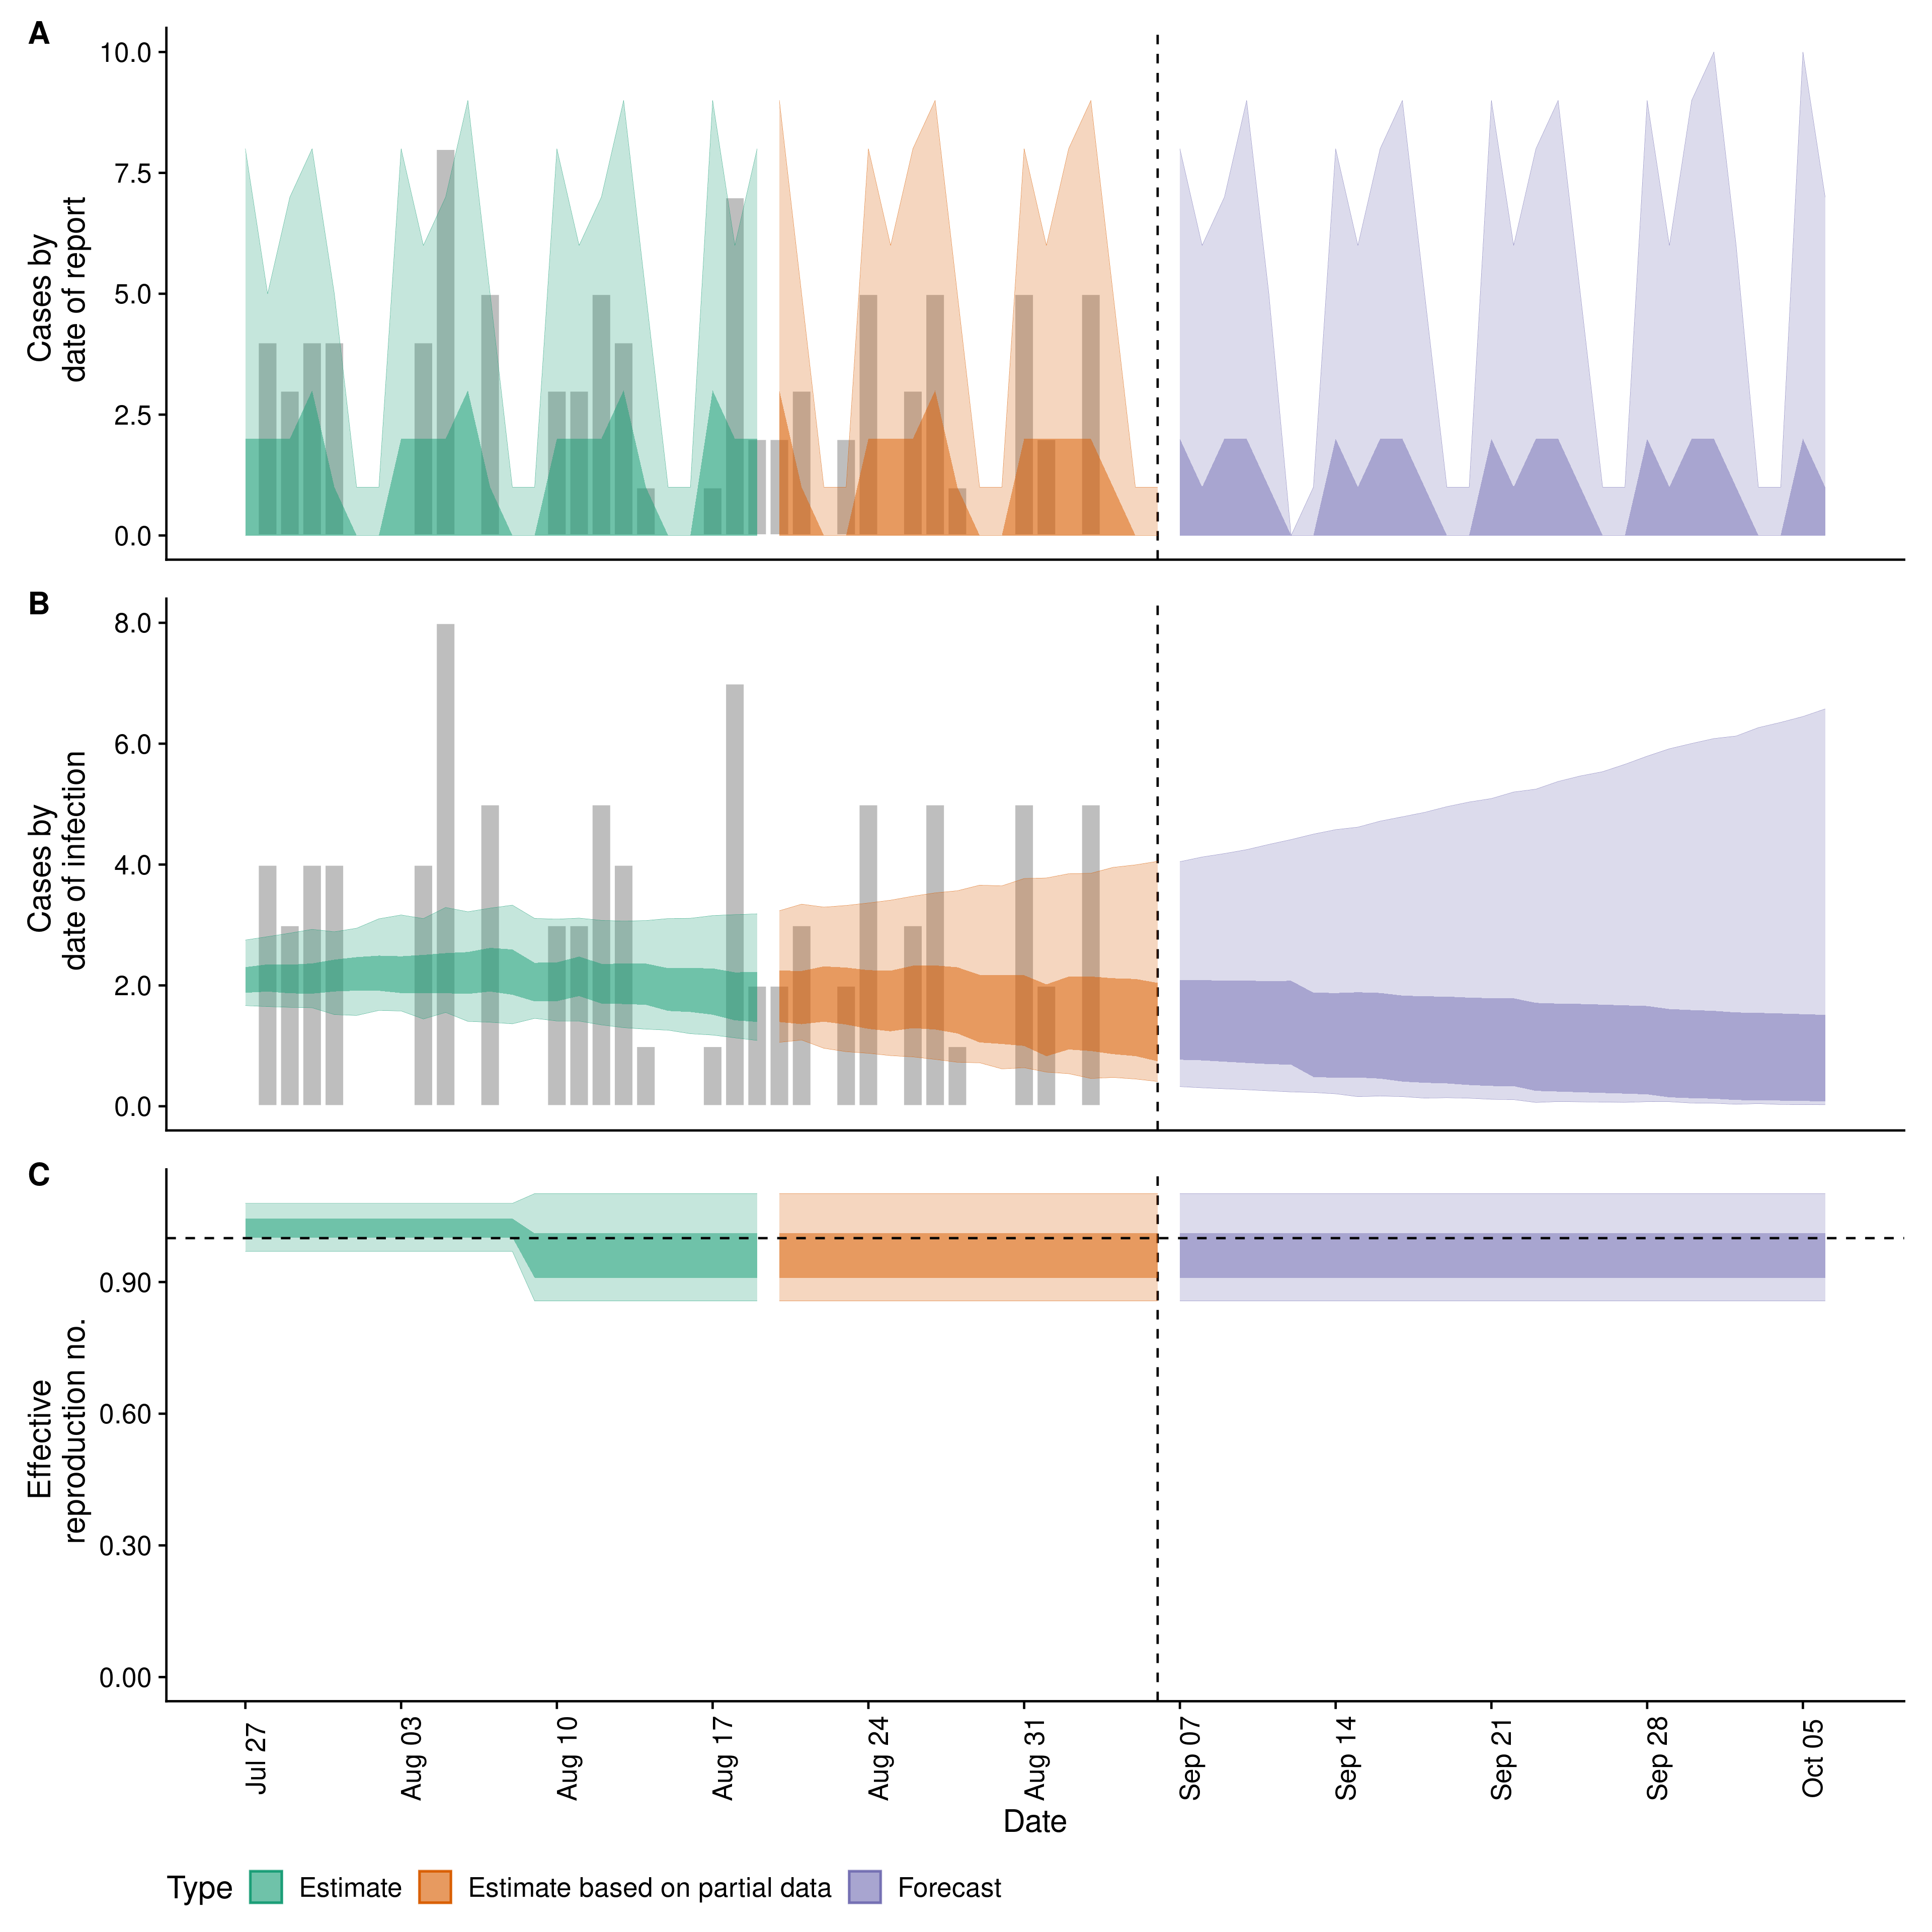 A
10.0
7.5
5.0
2.5
0.0
Cases by
date of report
B
8.0
6.0
4.0
2.0
0.0
Cases by
date of infection
C
0.90
0.60
0.30
0.00
Effective
reproduction no.
Jul 27
Aug 03
Aug 10
Aug 17
Aug 24
Aug 31
Sep 07
Sep 14
Sep 21
Sep 28
Oct 05
Date
Type Estimate Estimate based on partial data Forecast